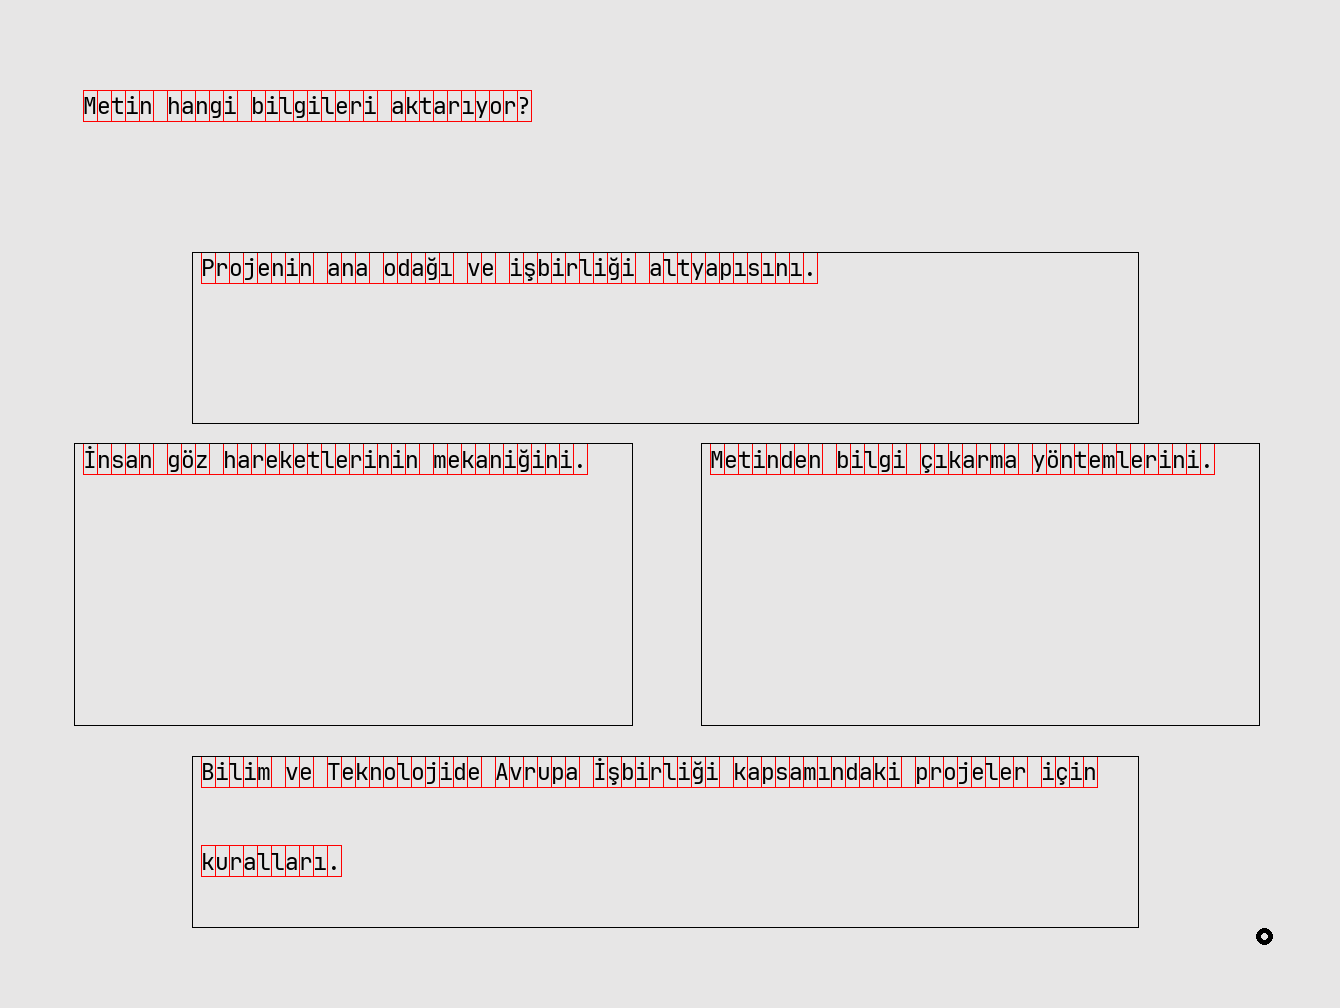 Metin hangi bilgileri aktarıyor?
Projenin ana odağı ve işbirliği altyapısını.
İnsan göz hareketlerinin mekaniğini.
Metinden bilgi çıkarma yöntemlerini.
Bilim ve Teknolojide Avrupa İşbirliği kapsamındaki projeler için
kuralları.